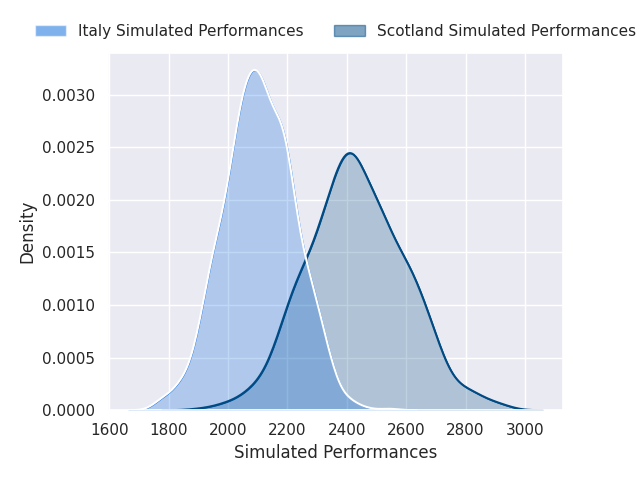 Italy Simulated Performances
Scotland Simulated Performances
0.0030
0.0025
0.0020
0.0015
0.0010
0.0005
0.0000
Density
1600 1800 2000 2200 2400 2600 2800 3000
Simulated Performances